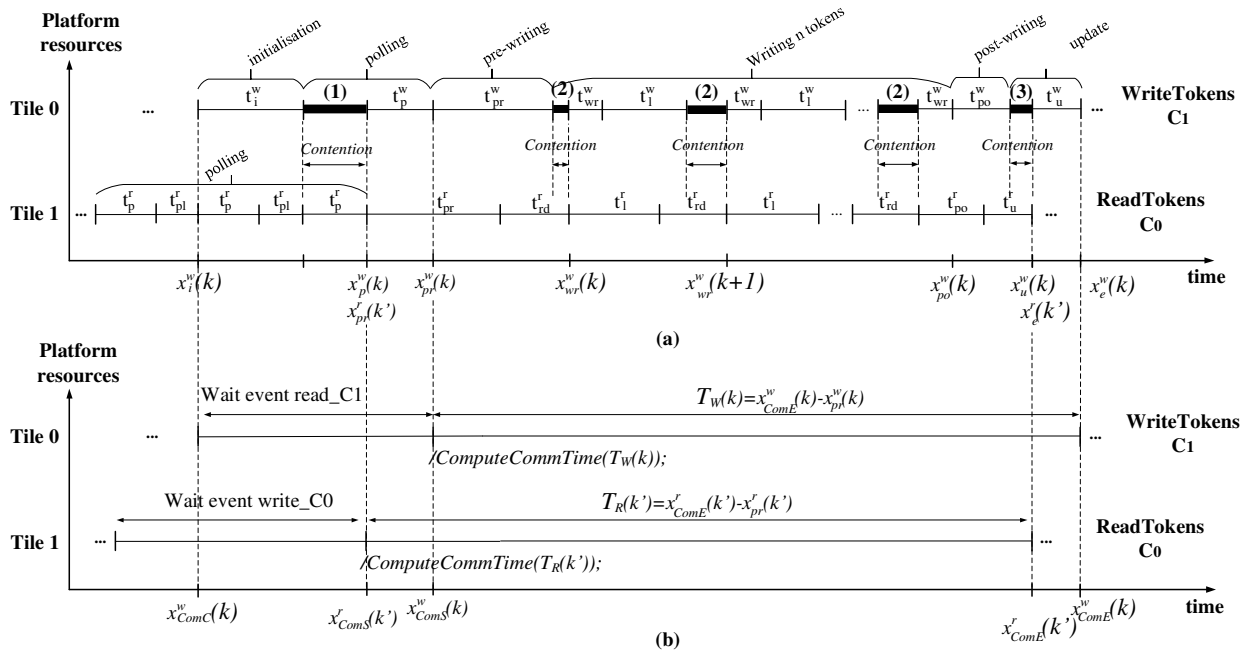 Platform
resources
initialisation
polling
pre-writing
Writing n tokens
post-writing
update
Tile 0
...
t_i^w
(1)
t_p^w
t_pr^w
(2)
t_wr^w
t_l^w
(2)
t_wr^w
t_l^w
...
(2)
t_wr^w
t_po^w
(3)
t_u^w
...
WriteTokens
C1
Contention
Contention
Contention
Contention
Contention
polling
Tile 1
...
t_p^r
t_pl^r
t_p^r
t_pl^r
t_p^r
t_pr^r
t_rd^r
t_l^r
t_rd^r
t_l^r
...
t_rd^r
t_po^r
t_u^r
...
ReadTokens
C0
x_i^w(k)
x_p^w(k)
x_pr^w(k)
x_wr^w(k)
x_wr^w(k+1)
x_po^w(k)
x_u^w(k)
x_e^w(k)
time
x_pr^r(k’)
x_e^r(k’)
(a)
Platform
resources
Wait event read_C1
T_W(k)=x_ComE^w(k)-x_pr^w(k)
Tile 0
...
...
WriteTokens
C1
/ComputeCommTime(T_W(k));
Wait event write_C0
T_R(k’)=x_ComE^r(k’)-x_pr^r(k’)
Tile 1
...
...
ReadTokens
C0
/ComputeCommTime(T_R(k’));
x_ComC^w(k)
x_ComS^r(k’)
x_ComS^w(k)
x_ComE^r(k’)
x_ComE^w(k)
time
(b)